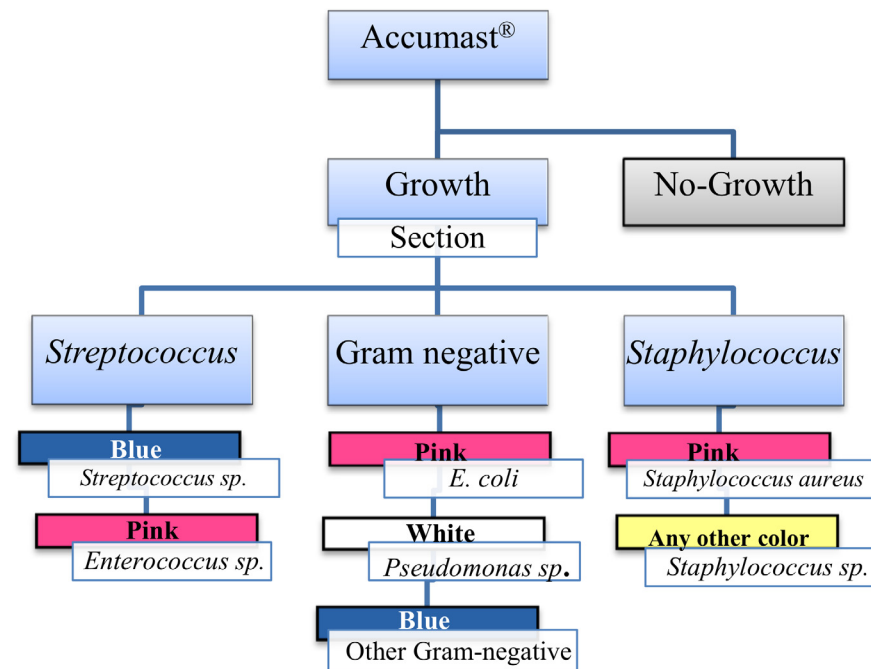 Accumast®
Growth
No-Growth
Section
Streptococcus
Gram negative
Staphylococcus
Blue
Streptococcus sp.
Pink
Enterococcus sp.
Pink
E. coli
White
Pseudomonas sp.
Blue
Other Gram-negative
Pink
Staphylococcus aureus
Any other color
Staphylococcus sp.